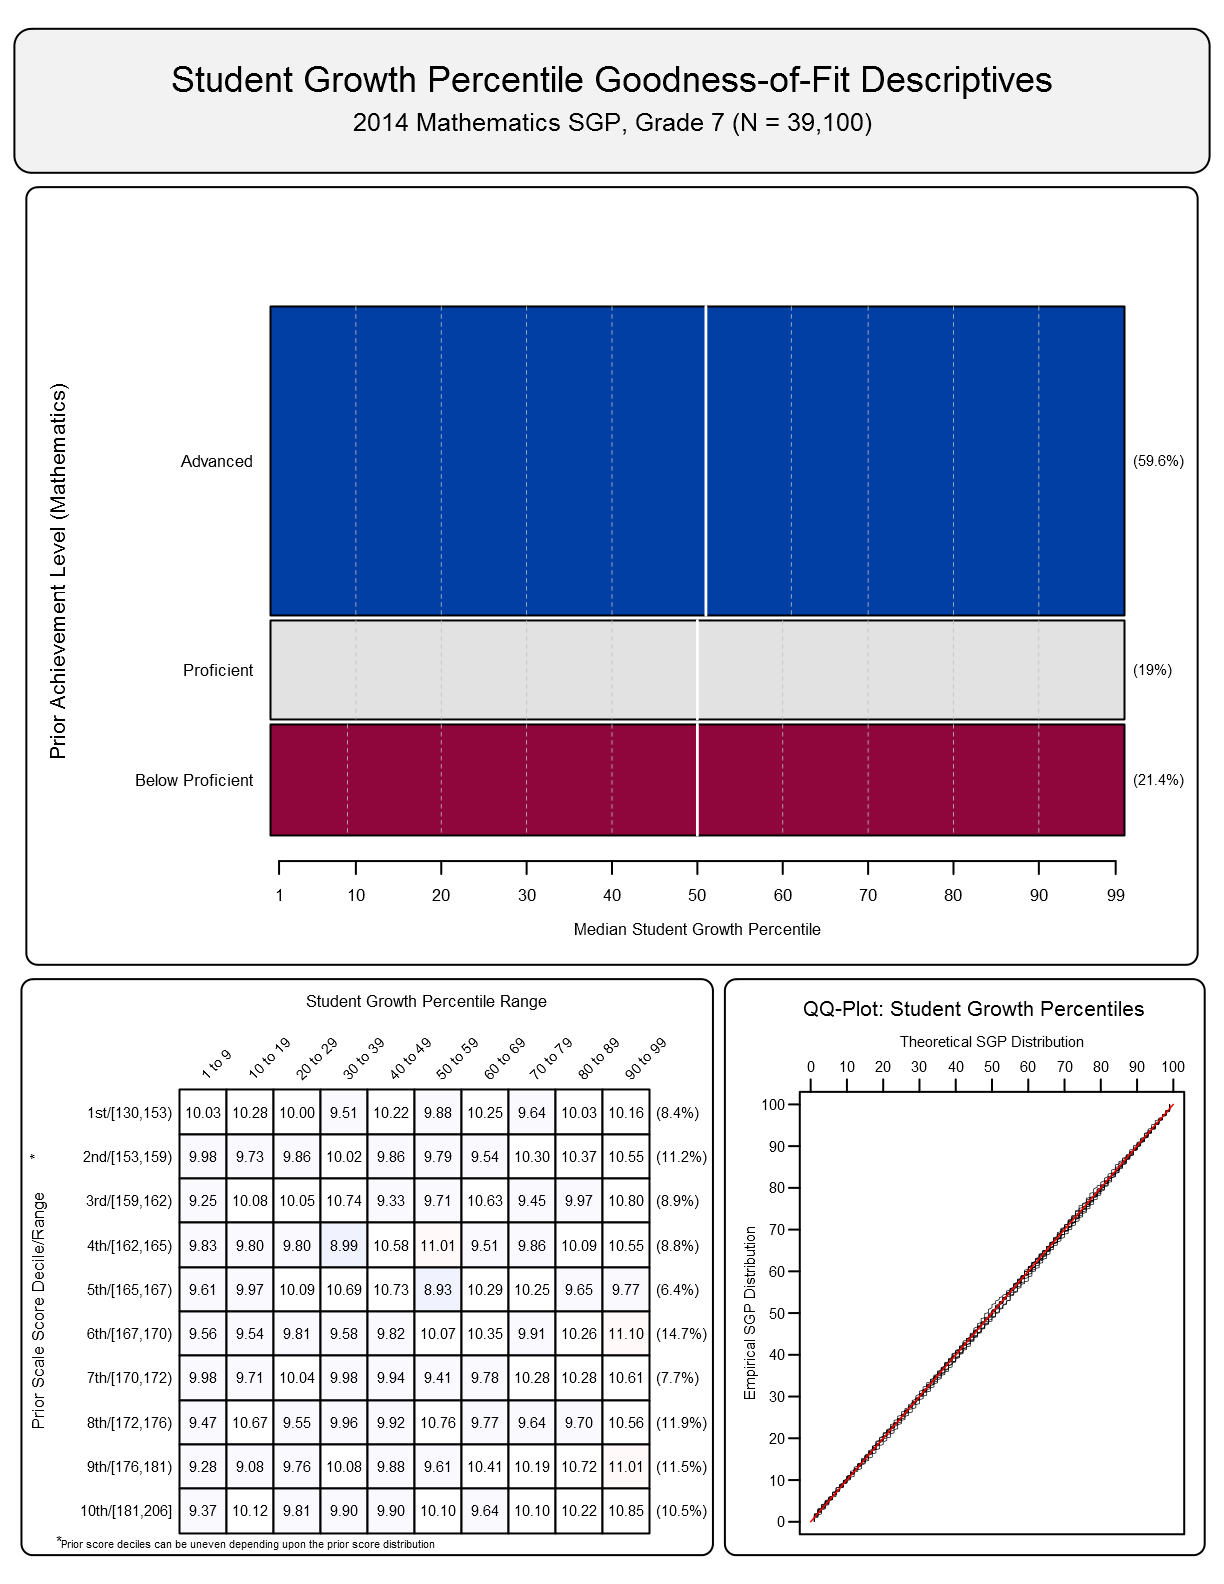 Student Growth Percentile Goodness-of-Fit Descriptives
2014 Mathematics SGP, Grade 7 (N = 39,100)
Prior Achievement Level (Mathematics)
Advanced
(59.6%)
Proficient
(19%)
Below Proficient
(21.4%)
1 10 20 30 40 50 60 70 80 90 99
Median Student Growth Percentile
Student Growth Percentile Range
1 to 9 10 to 19 20 to 29 30 to 39 40 to 49 50 to 59 60 to 69 70 to 79 80 to 89 90 to 99
Prior Scale Score Decile/Range *
1st/[130,153) 10.03 10.28 10.00 9.51 10.22 9.88 10.25 9.64 10.03 10.16 (8.4%)
2nd/[153,159) 9.98 9.73 9.86 10.02 9.86 9.79 9.54 10.30 10.37 10.55 (11.2%)
3rd/[159,162) 9.25 10.08 10.05 10.74 9.33 9.71 10.63 9.45 9.97 10.80 (8.9%)
4th/[162,165) 9.83 9.80 9.80 8.99 10.58 11.01 9.51 9.86 10.09 10.55 (8.8%)
5th/[165,167) 9.61 9.97 10.09 10.69 10.73 8.93 10.29 10.25 9.65 9.77 (6.4%)
6th/[167,170) 9.56 9.54 9.81 9.58 9.82 10.07 10.35 9.91 10.26 11.10 (14.7%)
7th/[170,172) 9.98 9.71 10.04 9.98 9.94 9.41 9.78 10.28 10.28 10.61 (7.7%)
8th/[172,176) 9.47 10.67 9.55 9.96 9.92 10.76 9.77 9.64 9.70 10.56 (11.9%)
9th/[176,181) 9.28 9.08 9.76 10.08 9.88 9.61 10.41 10.19 10.72 11.01 (11.5%)
10th/[181,206] 9.37 10.12 9.81 9.90 9.90 10.10 9.64 10.10 10.22 10.85 (10.5%)
*Prior score deciles can be uneven depending upon the prior score distribution
QQ-Plot: Student Growth Percentiles
Theoretical SGP Distribution
0 10 20 30 40 50 60 70 80 90 100
Empirical SGP Distribution
100
90
80
70
60
50
40
30
20
10
0